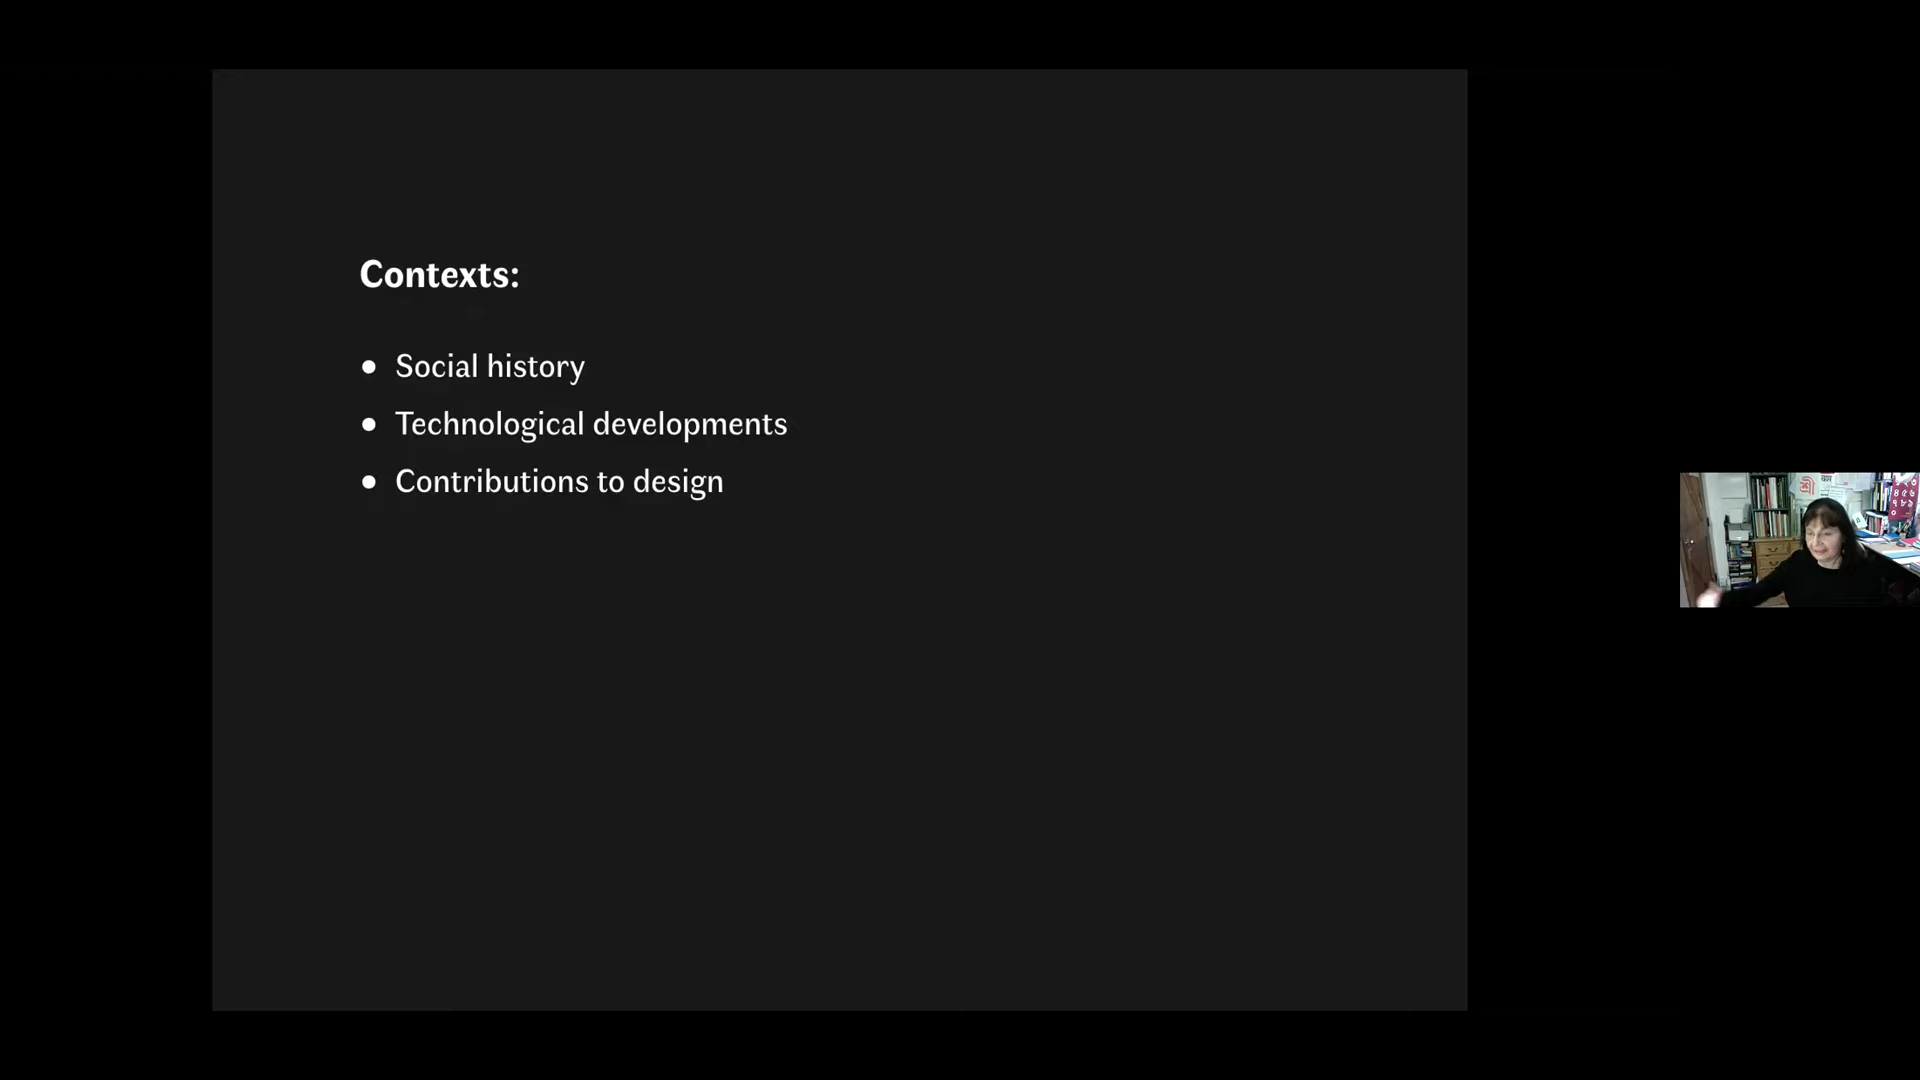 Contexts:
● Social history
● Technological developments
● Contributions to design
श्री